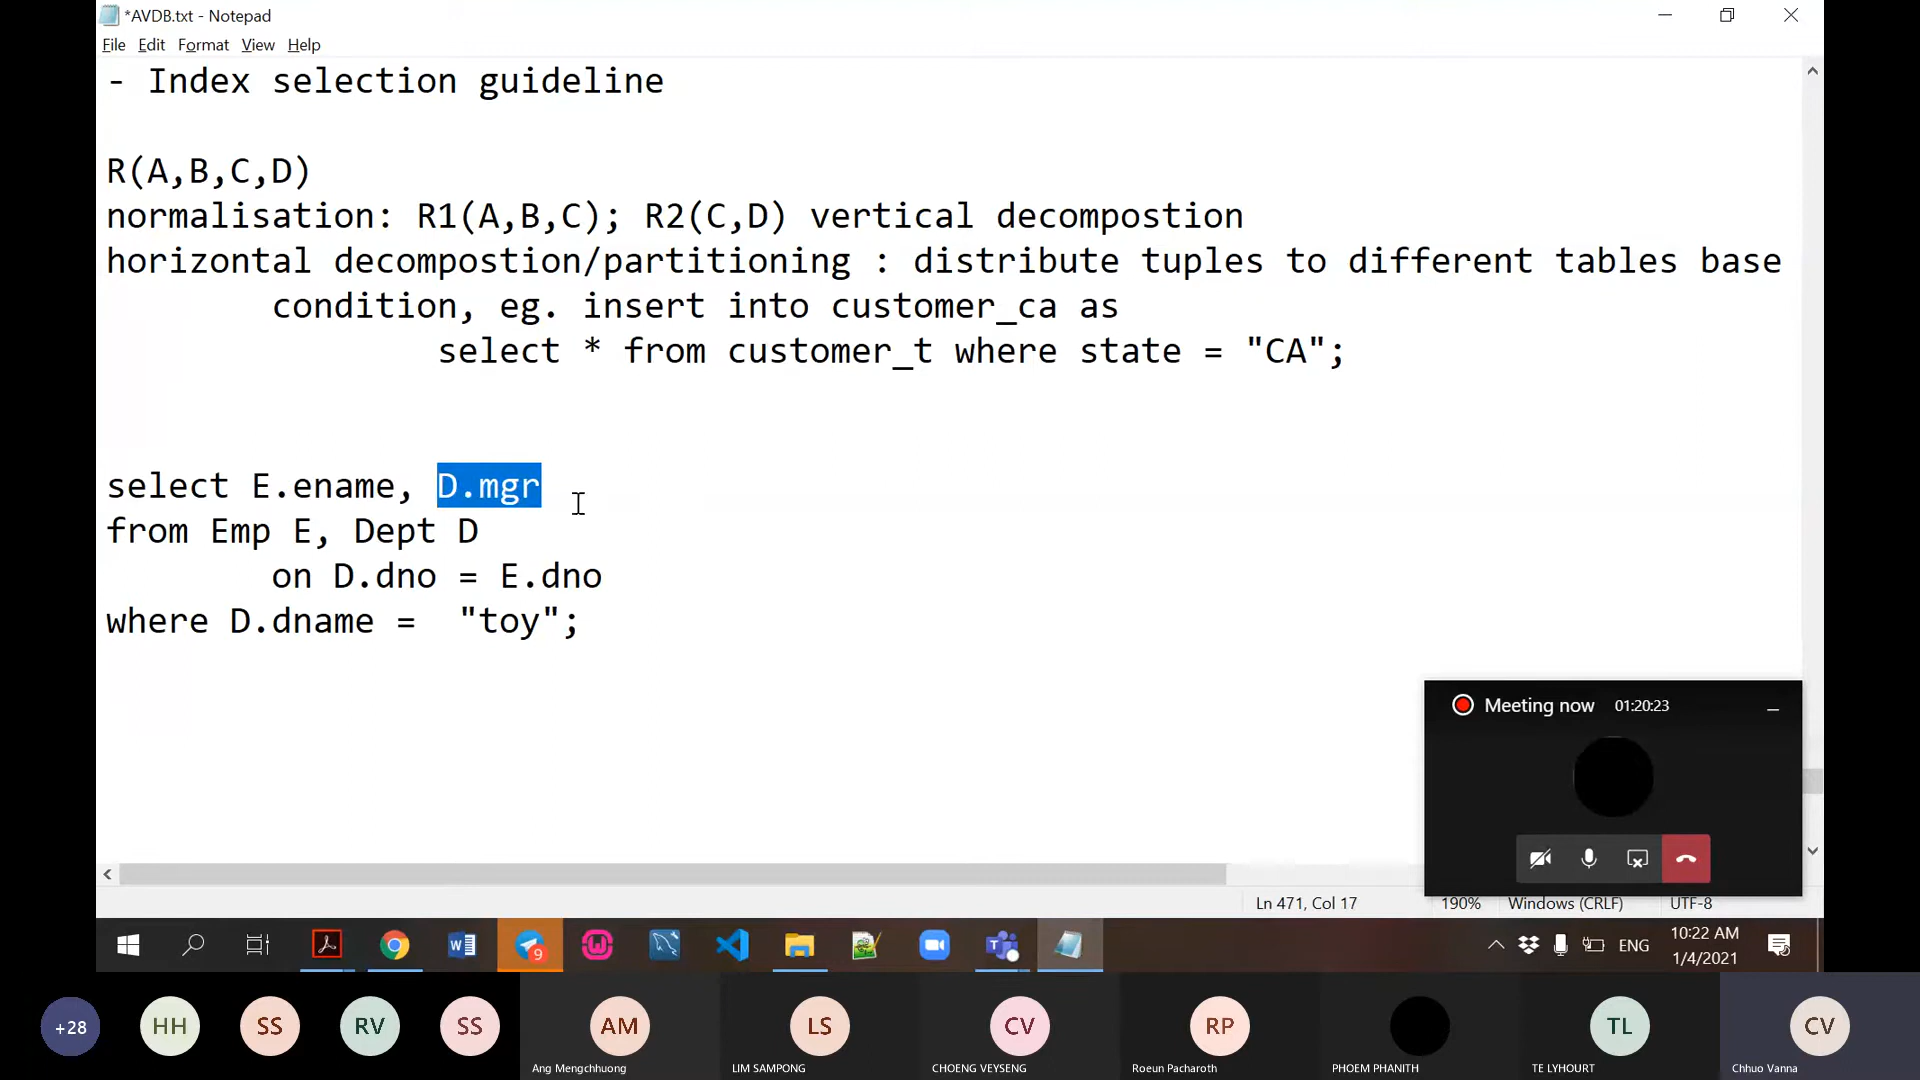 *AVDB.txt - Notepad
File Edit Format View Help
- Index selection guideline
R(A,B,C,D)
normalisation: R1(A,B,C); R2(C,D) vertical decompostion
horizontal decompostion/partitioning : distribute tuples to different tables base
condition, eg. insert into customer_ca as
select * from customer_t where state = "CA";
select E.ename, D.mgr
from Emp E, Dept D
on D.dno = E.dno
where D.dname = "toy";
Meeting now 01:20:23
Ln 471, Col 17 190% Windows (CRLF) UTF-8
9
ENG
10:22 AM
1/4/2021
+28 HH SS RV SS AM LS CV RP TL CV
Ang Mengchhuong LIM SAMPONG CHOENG VEYSENG Roeun Pacharoth PHOEM PHANITH TE LYHOURT Chhuo Vanna